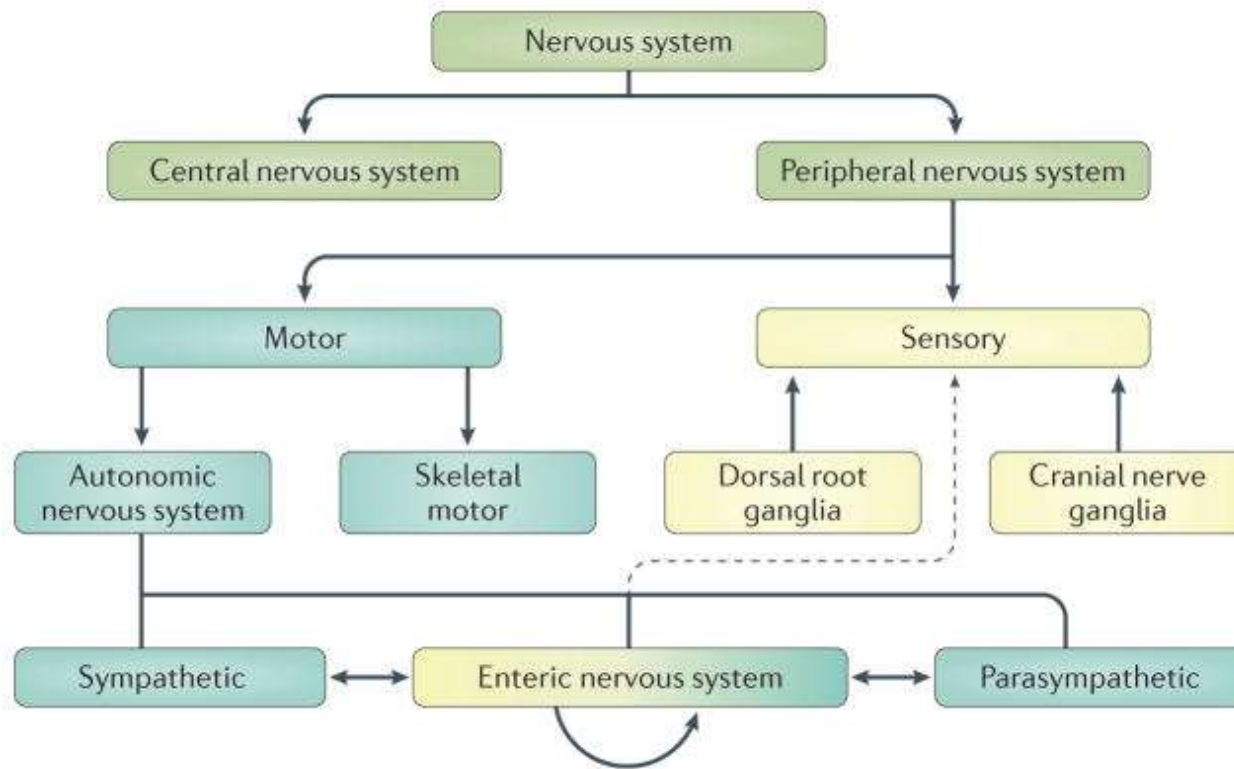 Nervous system
Central nervous system
Peripheral nervous system
Motor
Sensory
Autonomic
nervous system
Skeletal
motor
Dorsal root
ganglia
Cranial nerve
ganglia
Sympathetic
Enteric nervous system
Parasympathetic